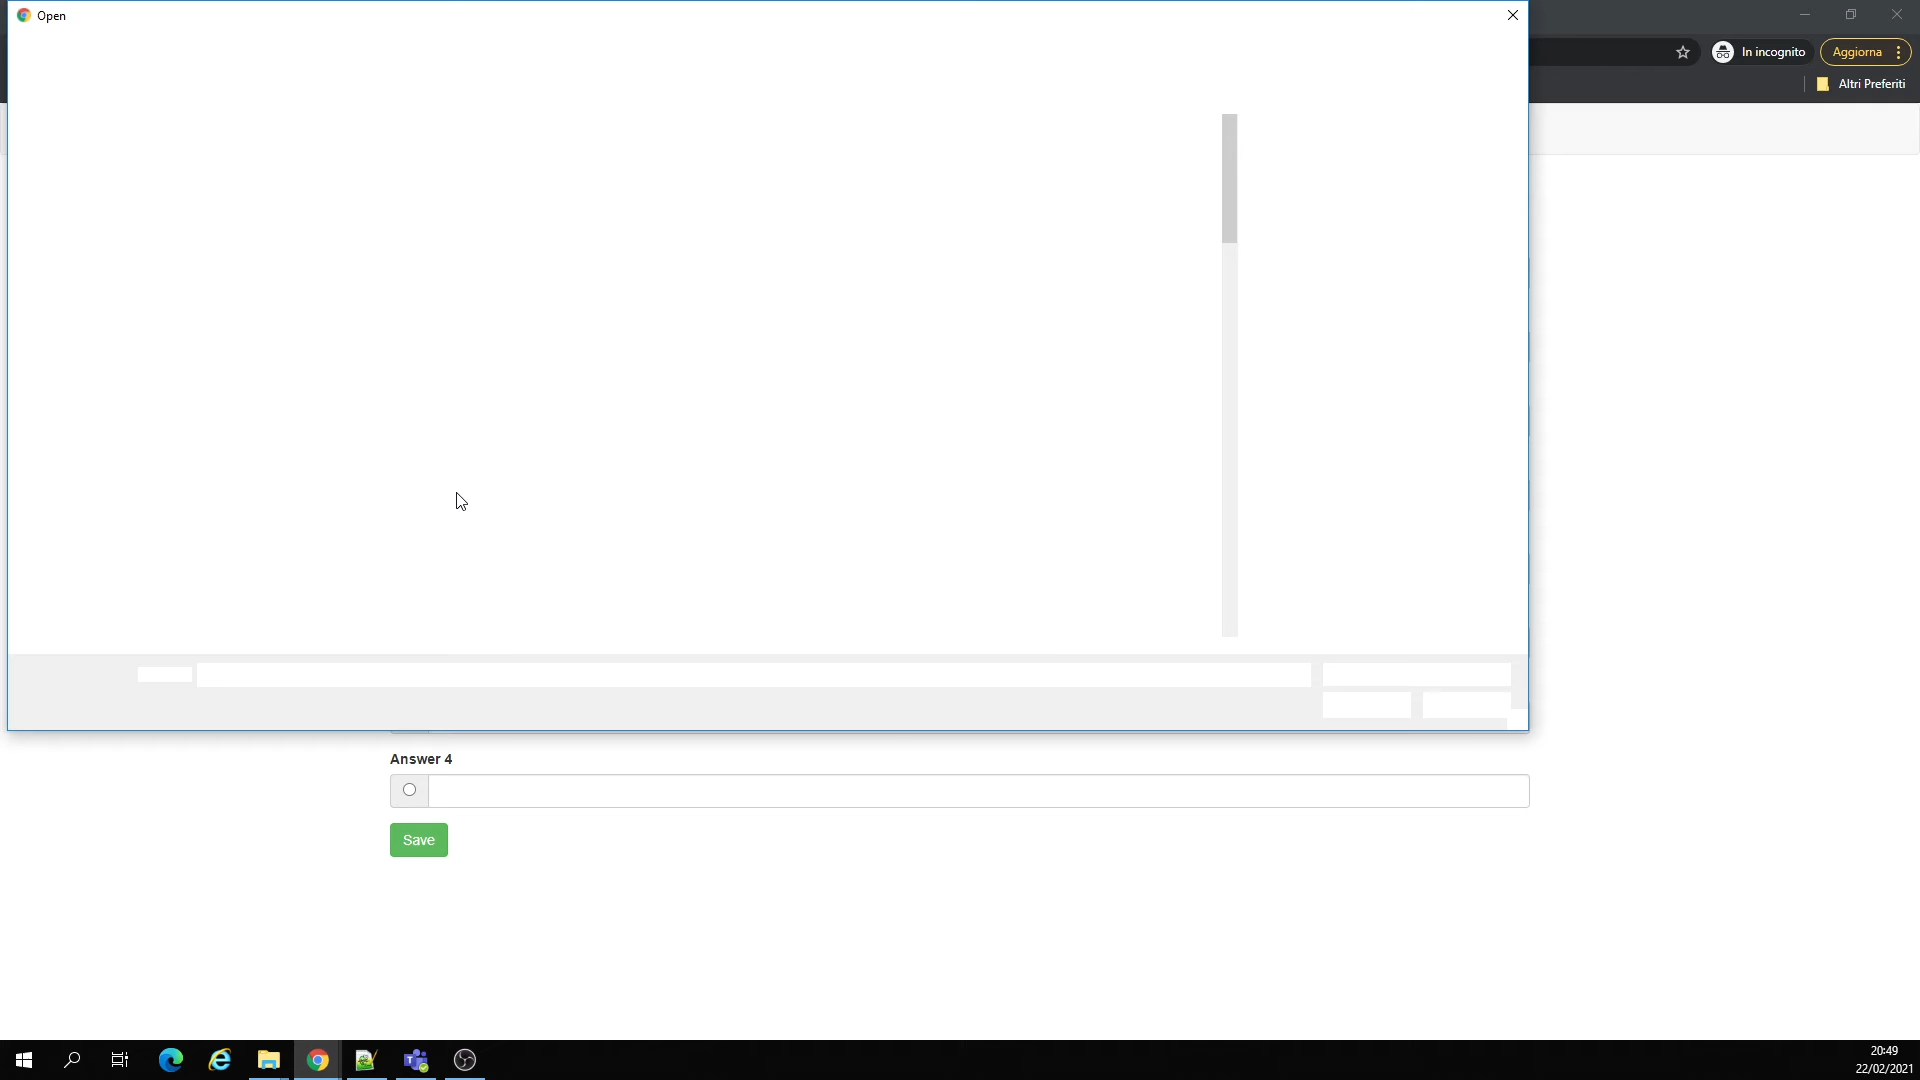 Open
In incognito
Aggiorna
Altri Preferiti
Answer 4
Save
20:49
22/02/2021